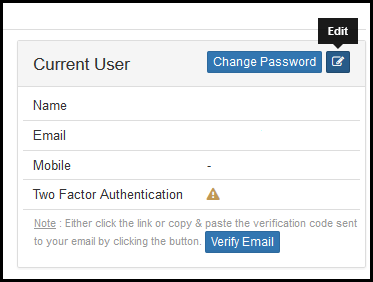 Edit
Current User Change Password
Name
Email
Mobile -
Two Factor Authentication
Note : Either click the link or copy & paste the verification code sent
to your email by clicking the button. Verify Email